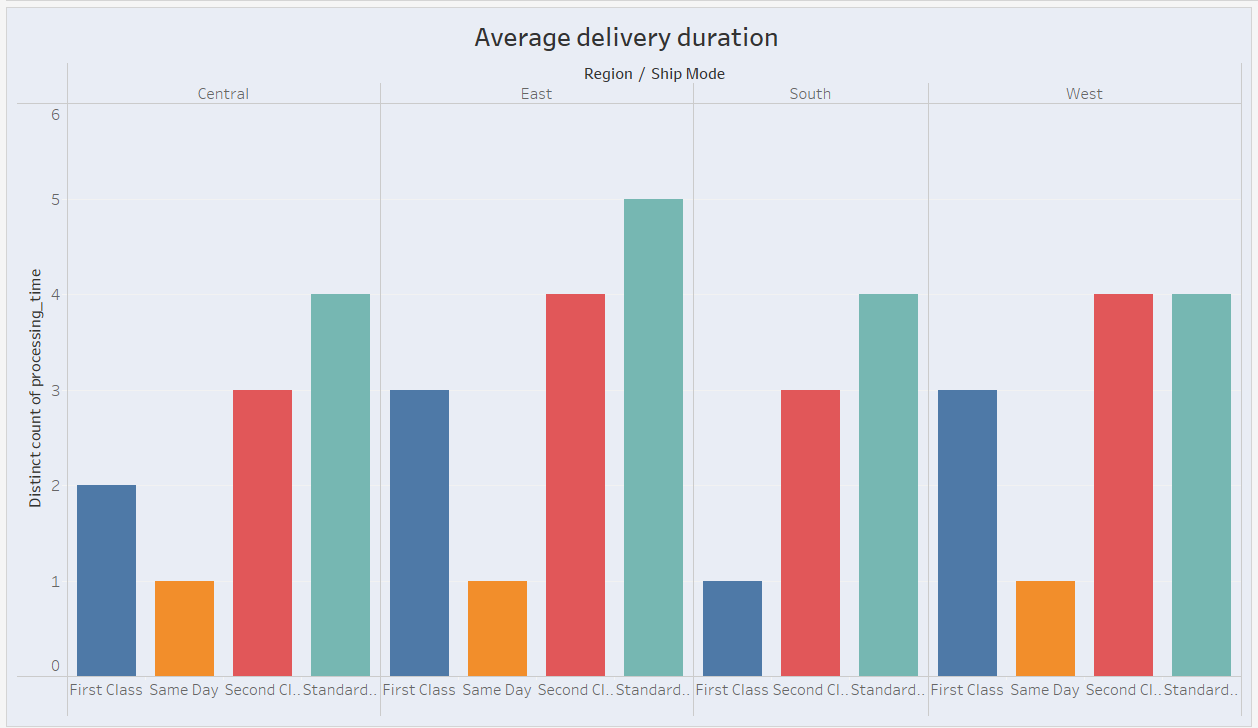 Average delivery duration
Region / Ship Mode
Central East South West
6
5
4
3
2
1
0
Distinct count of processing_time
First Class Same Day Second Cl.. Standard.. First Class Same Day Second Cl.. Standard.. First Class Second Cl.. Standard.. First Class Same Day Second Cl.. Standard..